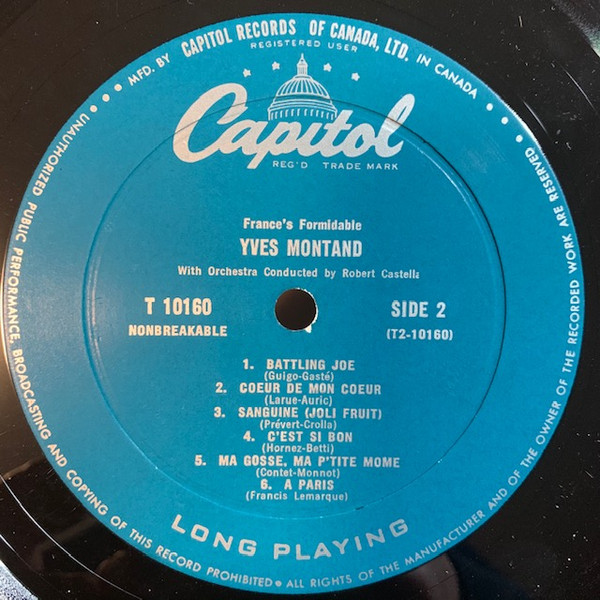 MFD. BY CAPITOL RECORDS OF CANADA, LTD. IN CANADA
REGISTERED USER
Capitol
REG'D TRADE MARK
France's Formidable
YVES MONTAND
With Orchestra Conducted by Robert Castella
T 10160
SIDE 2
NONBREAKABLE
(T2-10160)
1. BATTLING JOE
(Guigo-Gasté)
2. COEUR DE MON COEUR
(Larue-Auric)
3. SANGUINE (JOLI FRUIT)
(Prévert-Crolla)
4. C'EST SI BON
(Hornez-Betti)
5. MA GOSSE, MA P'TITE MOME
(Contet-Monnot)
6. A PARIS
(Francis Lemarque)
LONG PLAYING
UNAUTHORIZED PUBLIC PERFORMANCE, BROADCASTING AND COPYING OF THIS RECORD PROHIBITED • ALL RIGHTS OF THE MANUFACTURER AND OF THE OWNER OF THE RECORDED WORK ARE RESERVED